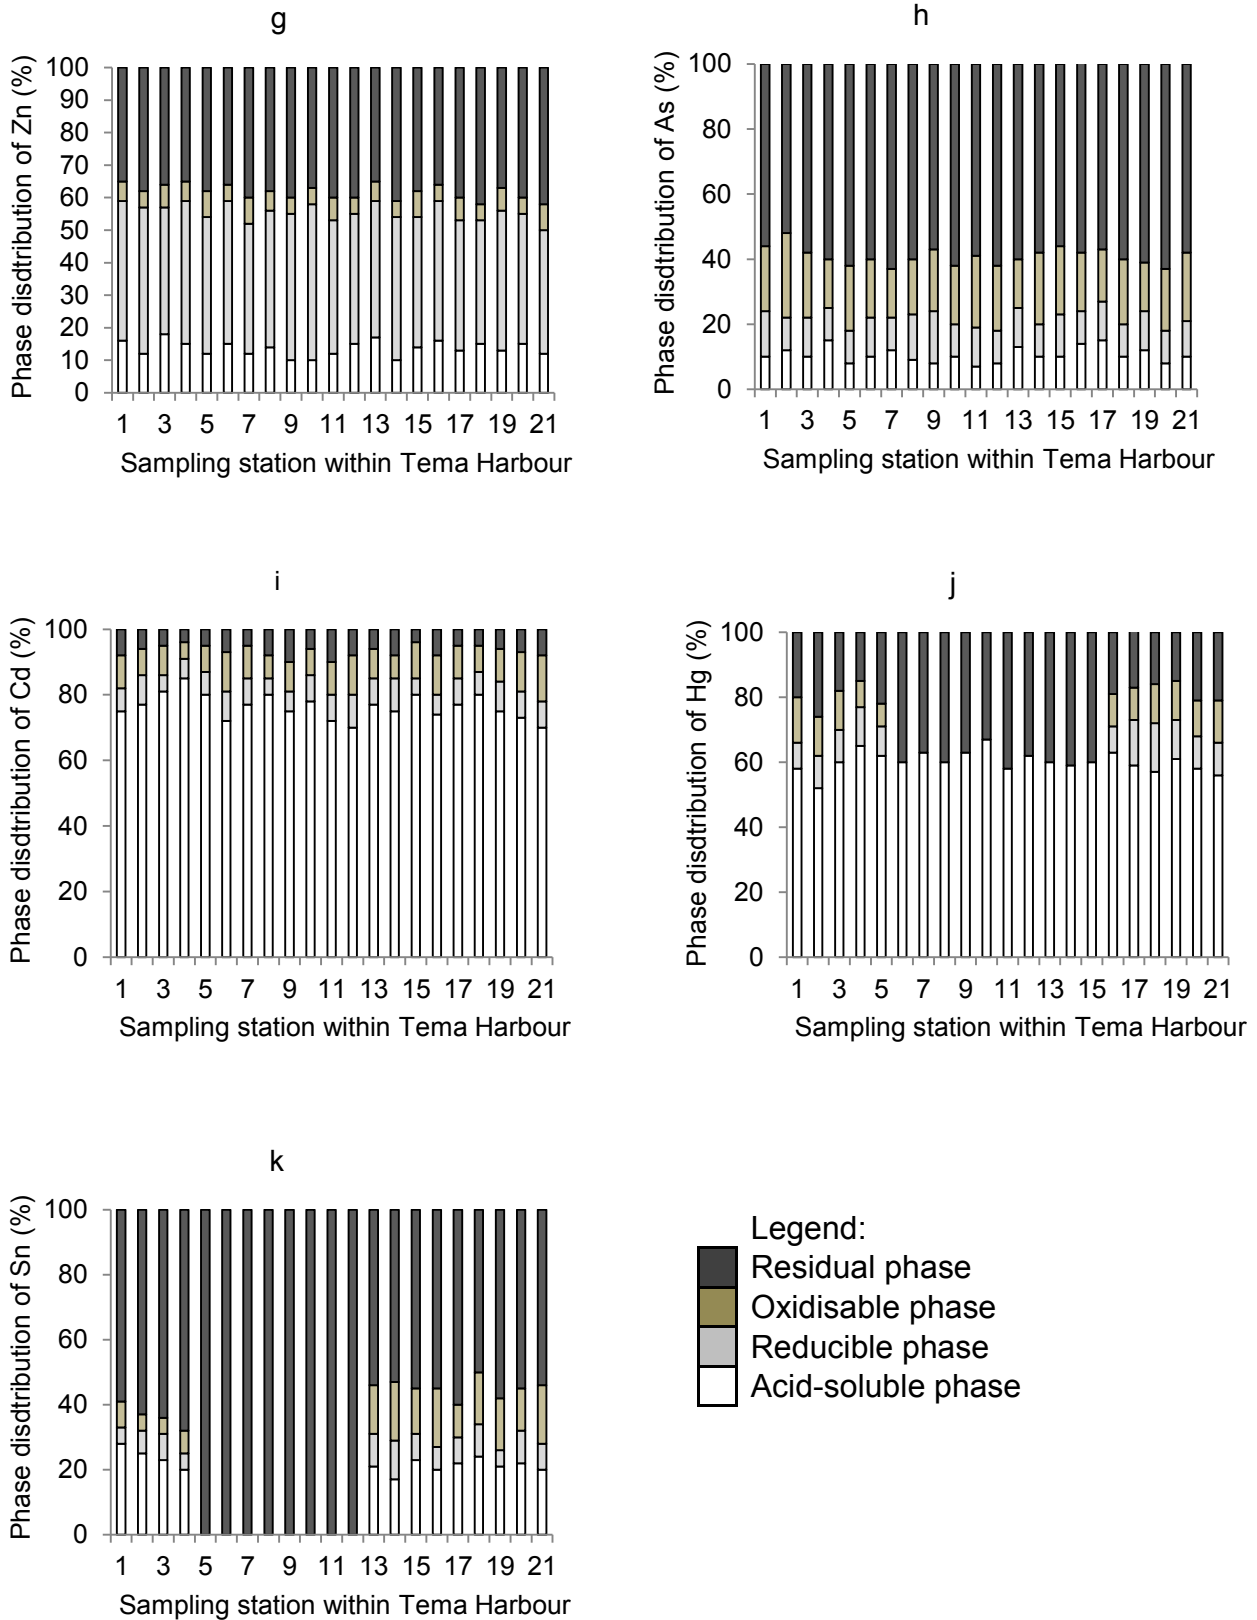 g
Phase disdtribution of Zn (%)
100
90
80
70
60
50
40
30
20
10
0
1 3 5 7 9 11 13 15 17 19 21
Sampling station within Tema Harbour
h
Phase disdtribution of As (%)
100
80
60
40
20
0
1 3 5 7 9 11 13 15 17 19 21
Sampling station within Tema Harbour
i
Phase disdtribution of Cd (%)
100
80
60
40
20
0
1 3 5 7 9 11 13 15 17 19 21
Sampling station within Tema Harbour
j
Phase disdtribution of Hg (%)
100
80
60
40
20
0
1 3 5 7 9 11 13 15 17 19 21
Sampling station within Tema Harbour
k
Phase disdtribution of Sn (%)
100
80
60
40
20
0
1 3 5 7 9 11 13 15 17 19 21
Sampling station within Tema Harbour
Legend:
Residual phase
Oxidisable phase
Reducible phase
Acid-soluble phase